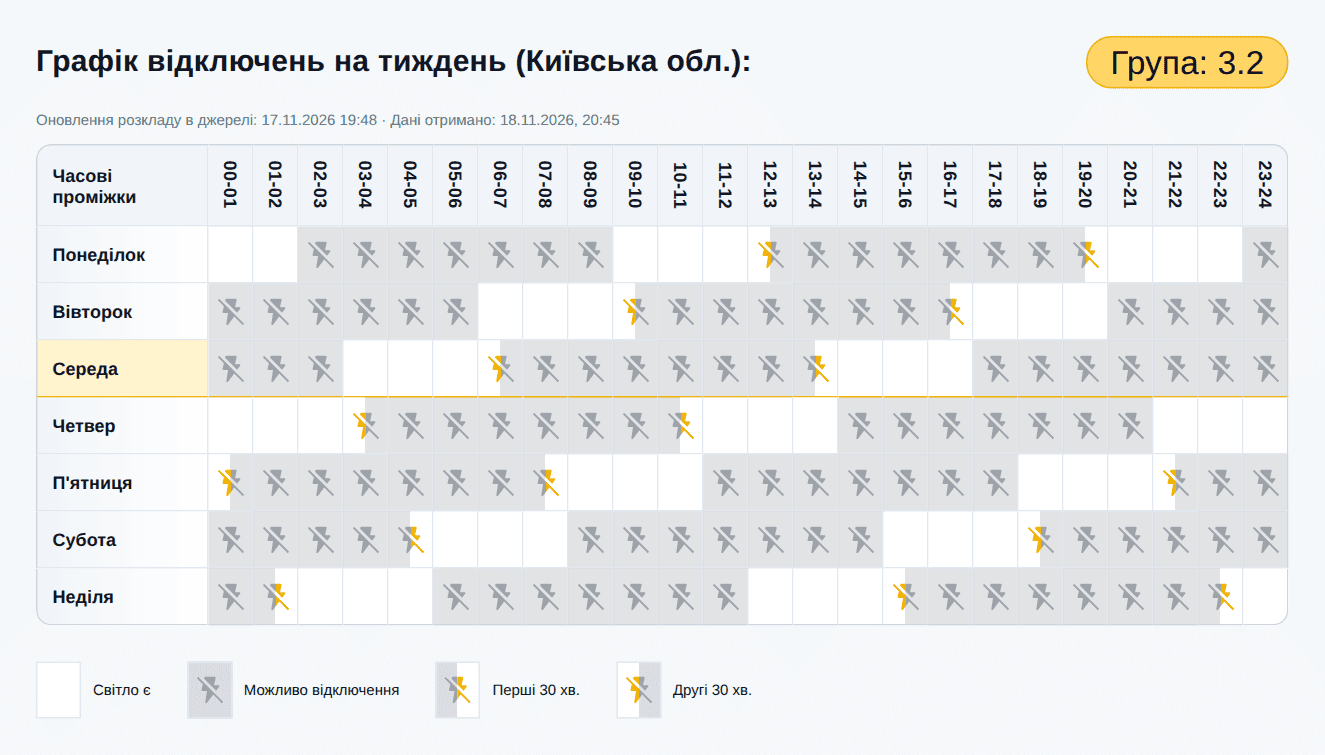 Графік відключень на тиждень (Київська обл.):
Група: 3.2
Оновлення розкладу в джерелі: 17.11.2026 19:48 · Дані отримано: 18.11.2026, 20:45
Часові
проміжки
00-01 01-02 02-03 03-04 04-05 05-06 06-07 07-08 08-09 09-10 10-11 11-12 12-13 13-14 14-15 15-16 16-17 17-18 18-19 19-20 20-21 21-22 22-23 23-24
Понеділок
Вівторок
Середа
Четвер
П'ятниця
Субота
Неділя
Світло є
Можливо відключення
Перші 30 хв.
Другі 30 хв.